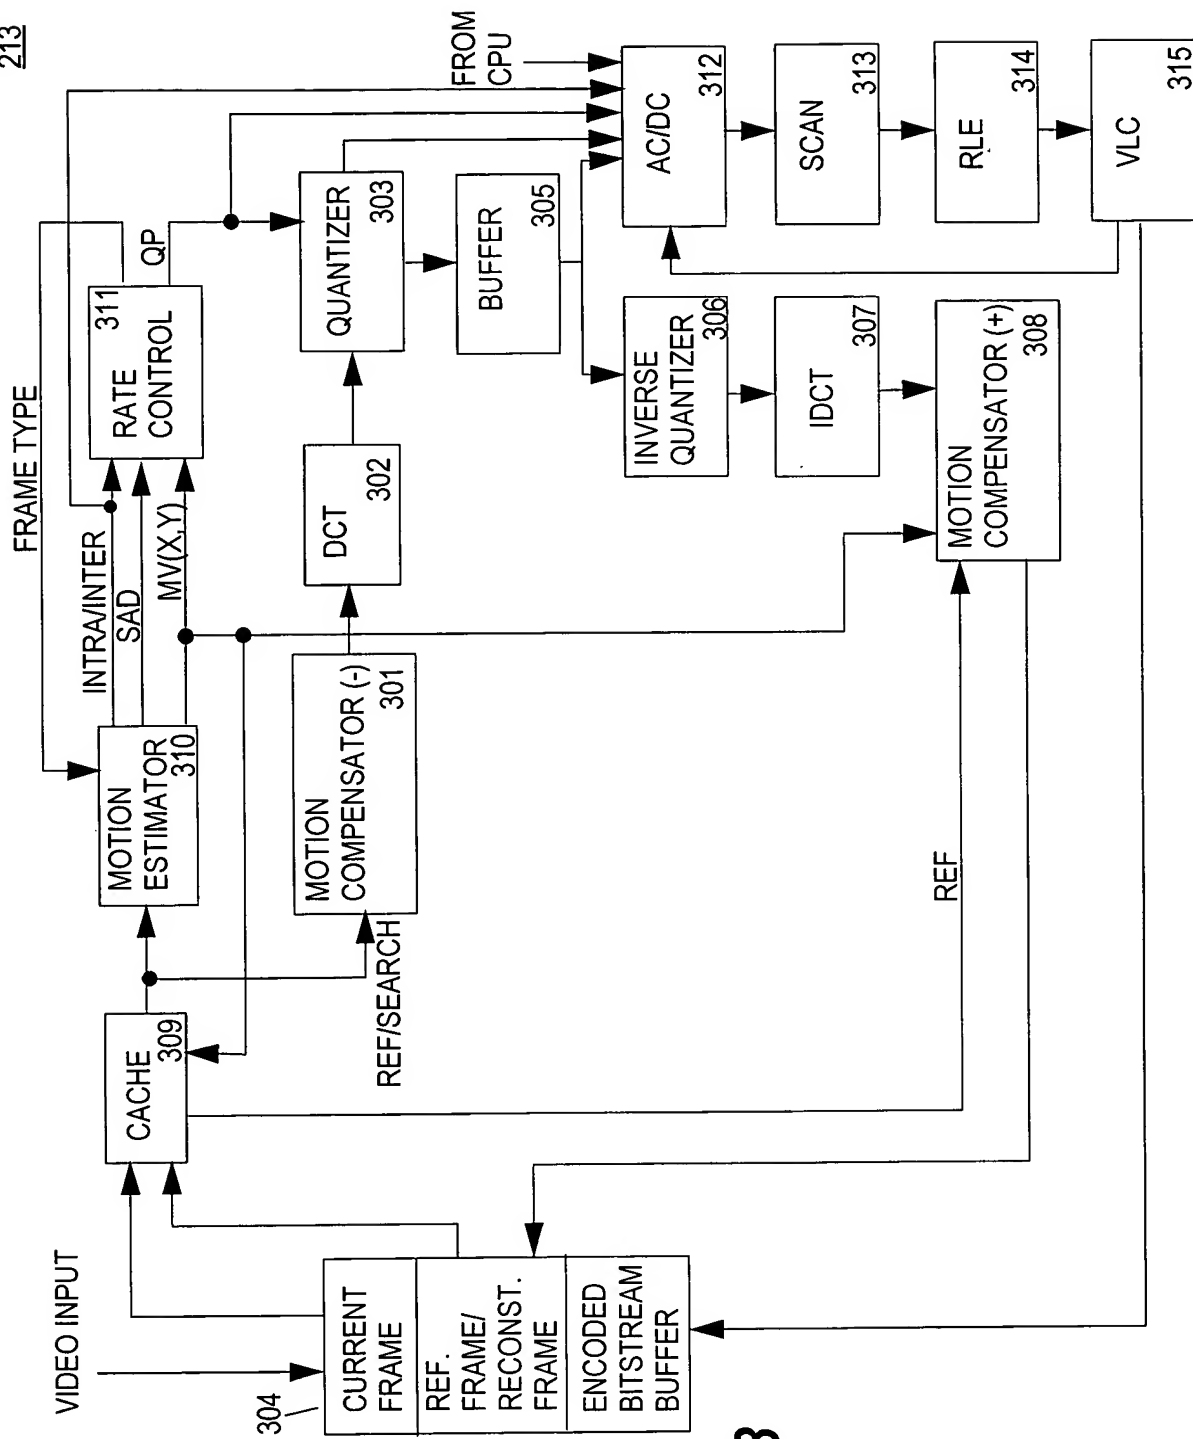 213
VIDEO INPUT
304
CURRENT
FRAME
REF.
FRAME/
RECONST.
FRAME
ENCODED
BITSTREAM
BUFFER
CACHE
309
REF/SEARCH
MOTION
ESTIMATOR
310
FRAME TYPE
INTRA/INTER
SAD
MV(X,Y)
RATE
CONTROL
311
QP
MOTION
COMPENSATOR (-)
301
DCT
302
QUANTIZER
303
BUFFER
305
FROM
CPU
AC/DC
312
SCAN
313
RLE
314
VLC
315
INVERSE
QUANTIZER
306
IDCT
307
MOTION
COMPENSATOR (+)
308
REF